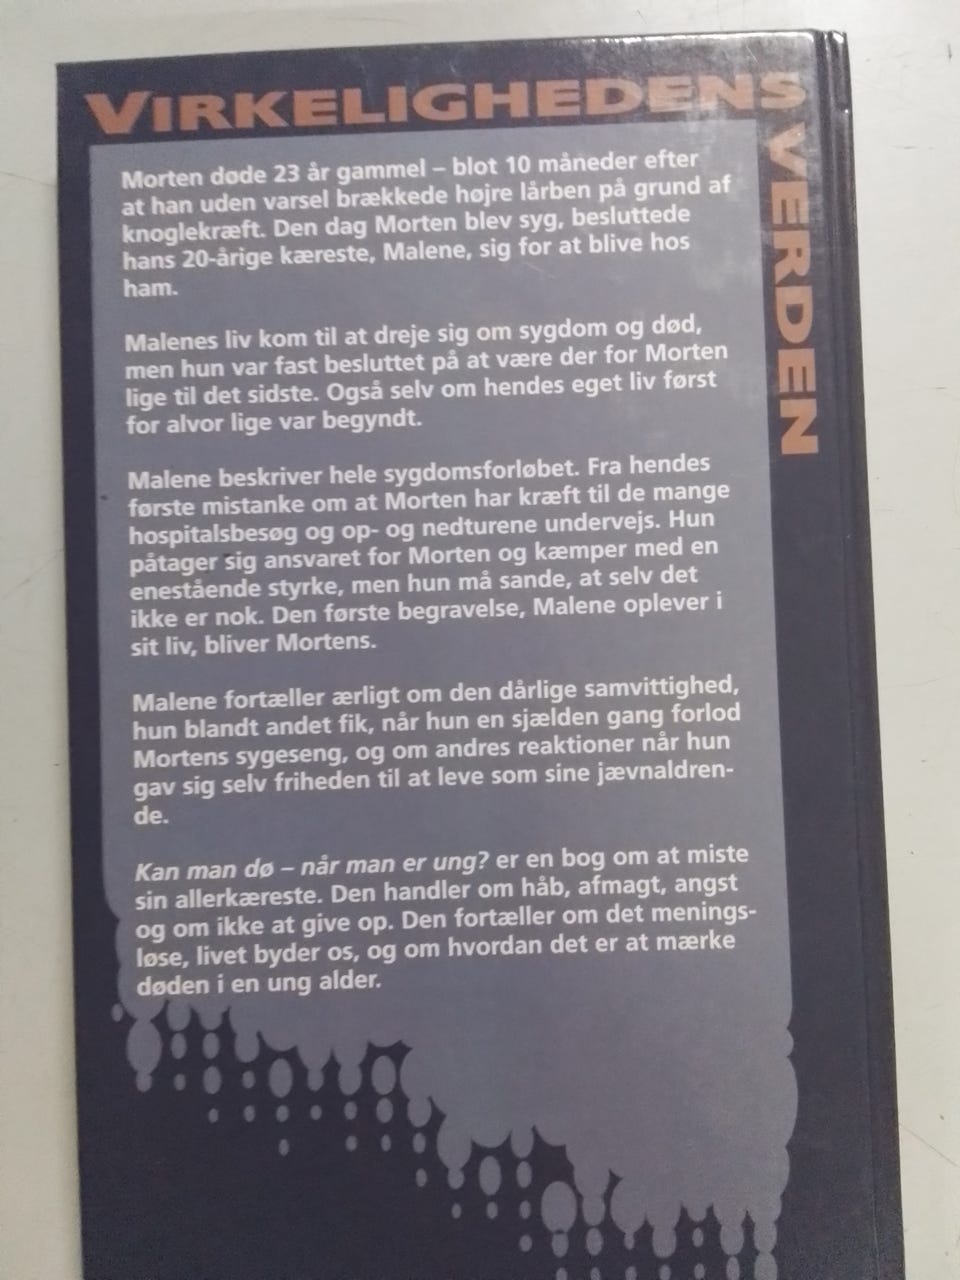 VIRKELIGHEDENS
VERDEN
Morten døde 23 år gammel – blot 10 måneder efter
at han uden varsel brækkede højre lårben på grund af
knoglekræft. Den dag Morten blev syg, besluttede
hans 20-årige kæreste, Malene, sig for at blive hos
ham.
Malenes liv kom til at dreje sig om sygdom og død,
men hun var fast besluttet på at være der for Morten
lige til det sidste. Også selv om hendes eget liv først
for alvor lige var begyndt.
Malene beskriver hele sygdomsforløbet. Fra hendes
første mistanke om at Morten har kræft til de mange
hospitalsbesøg og op- og nedturene undervejs. Hun
påtager sig ansvaret for Morten og kæmper med en
enestående styrke, men hun må sande, at selv det
ikke er nok. Den første begravelse, Malene oplever i
sit liv, bliver Mortens.
Malene fortæller ærligt om den dårlige samvittighed,
hun blandt andet fik, når hun en sjælden gang forlod
Mortens sygeseng, og om andres reaktioner når hun
gav sig selv friheden til at leve som sine jævnaldren-
de.
Kan man dø – når man er ung? er en bog om at miste
sin allerkæreste. Den handler om håb, afmagt, angst
og om ikke at give op. Den fortæller om det menings-
løse, livet byder os, og om hvordan det er at mærke
døden i en ung alder.